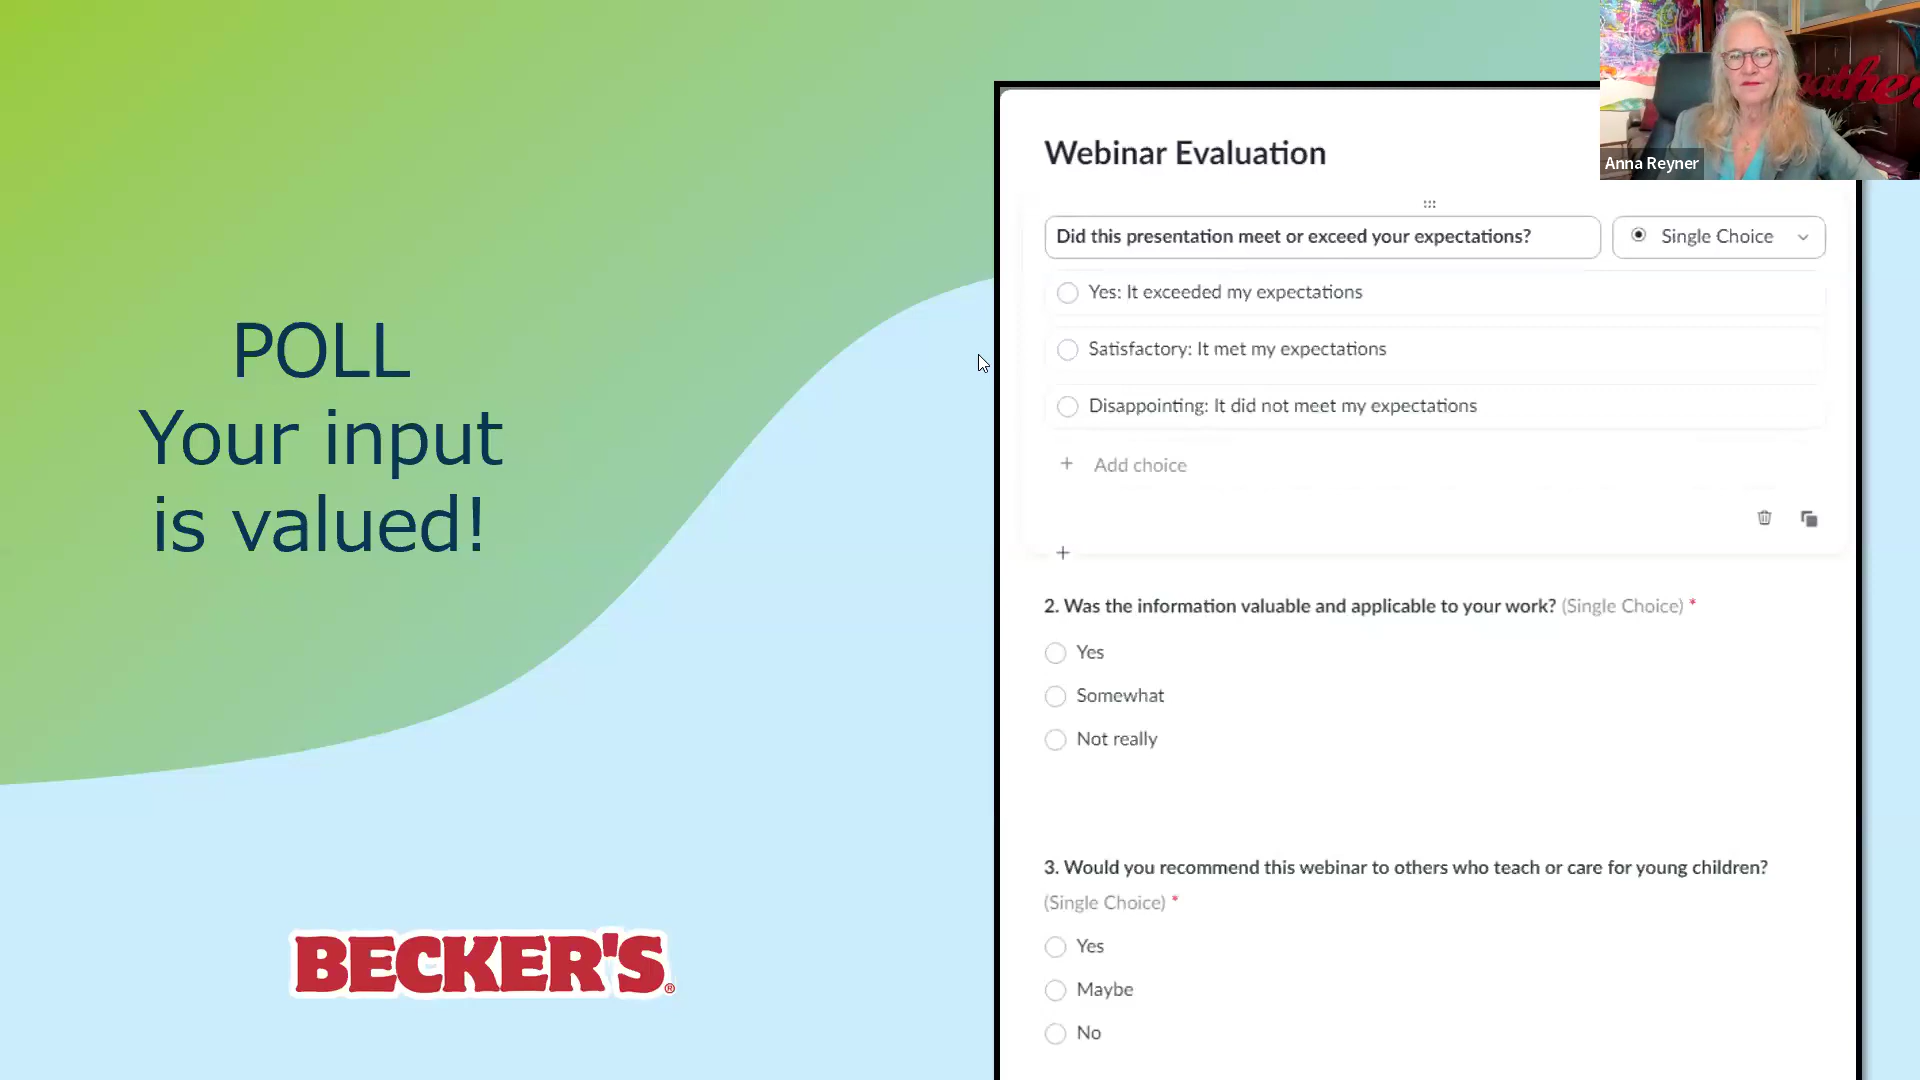 POLL
Your input
is valued!
BECKER'S®
Webinar Evaluation
Did this presentation meet or exceed your expectations?
Single Choice
Yes: It exceeded my expectations
Satisfactory: It met my expectations
Disappointing: It did not meet my expectations
+ Add choice
+
2. Was the information valuable and applicable to your work? (Single Choice) *
Yes
Somewhat
Not really
3. Would you recommend this webinar to others who teach or care for young children?
(Single Choice) *
Yes
Maybe
No
Anna Reyner